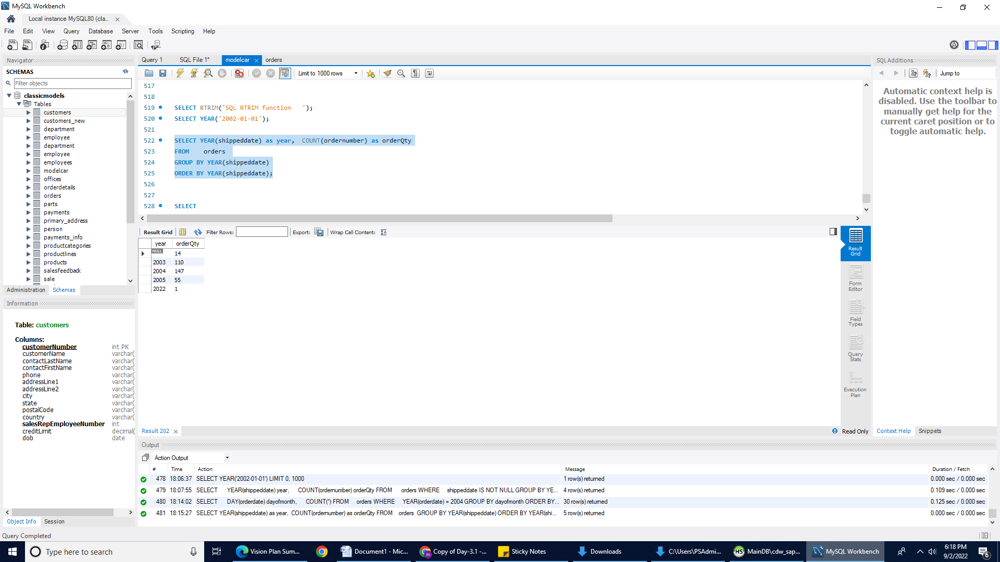 MySQL Workbench
Local instance MySQL80 (cla...
File Edit View Query Database Server Tools Scripting Help
Navigator
SCHEMAS
Filter objects
classicmodels
Tables
customers
customers_new
department
employee
department
employee
employees
modelcar
offices
orderdetails
orders
parts
payments
primary_address
person
payments_info
productcategories
productlines
products
salesfeedback
sale
Administration Schemas
Information
Table: customers
Columns:
customerNumber int PK
customerName varchar(
contactLastName varchar(
contactFirstName varchar(
phone varchar(
addressLine1 varchar(
addressLine2 varchar(
city varchar(
state varchar(
postalCode varchar(
country varchar(
salesRepEmployeeNumber int
creditLimit decimal(
dob date
Object Info Session
Query Completed
Query 1 SQL File 1* modelcar orders
Limit to 1000 rows
517
518
519 SELECT RTRIM('SQL RTRIM function   ');
520 SELECT YEAR('2002-01-01');
521
522 SELECT YEAR(shippeddate) as year,  COUNT(ordernumber) as orderQty
523 FROM    orders
524 GROUP BY YEAR(shippeddate)
525 ORDER BY YEAR(shippeddate);
526
527
528 SELECT
Result Grid Filter Rows: Export: Wrap Cell Content:
year orderQty
NULL 14
2003 110
2004 147
2005 55
2022 1
Result Grid
Form Editor
Field Types
Query Stats
Execution Plan
Result 202 Read Only
SQLAdditions
Jump to
Automatic context help is
disabled. Use the toolbar to
manually get help for the
current caret position or to
toggle automatic help.
Context Help Snippets
Output
Action Output
# Time Action Message Duration / Fetch
478 18:06:37 SELECT YEAR('2002-01-01') LIMIT 0, 1000 1 row(s) returned 0.000 sec / 0.000 sec
479 18:07:55 SELECT YEAR(shippeddate) year, COUNT(ordernumber) orderQty FROM orders WHERE shippeddate IS NOT NULL GROUP BY YE... 4 row(s) returned 0.109 sec / 0.000 sec
480 18:14:02 SELECT DAY(orderdate) dayofmonth, COUNT(*) FROM orders WHERE YEAR(orderdate) = 2004 GROUP BY dayofmonth ORDER BY... 30 row(s) returned 0.125 sec / 0.000 sec
481 18:15:27 SELECT YEAR(shippeddate) as year, COUNT(ordernumber) as orderQty FROM orders GROUP BY YEAR(shippeddate) ORDER BY YEAR(shi... 5 row(s) returned 0.000 sec / 0.000 sec
Type here to search
Vision Plan Sum...
Document1 - Mic...
Copy of Day-3.1 -...
Sticky Notes
Downloads
C:\Users\PSAdmi...
MainDB\cdw_sap...
MySQL Workbench
6:18 PM
9/2/2022
6